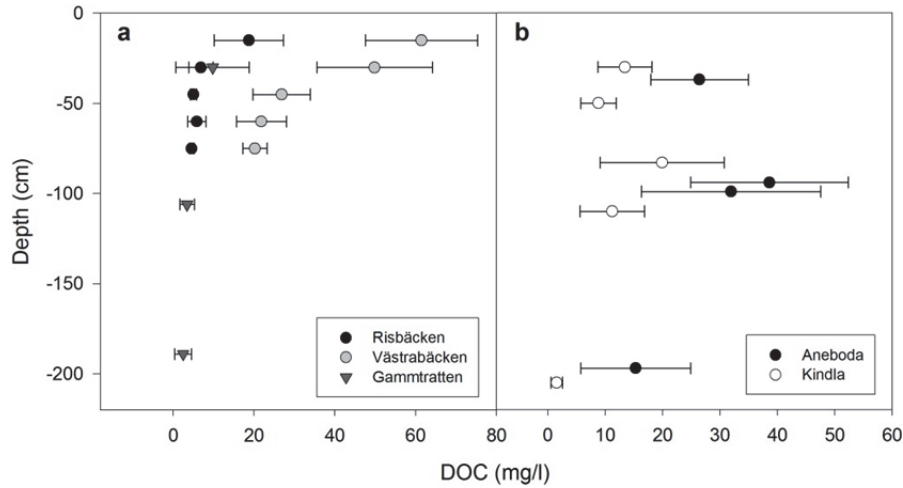 a
b
0
-50
-100
-150
-200
Depth (cm)
Risbäcken
Västrabäcken
Gammtratten
Aneboda
Kindla
0 20 40 60 80
0 10 20 30 40 50 60
DOC (mg/l)